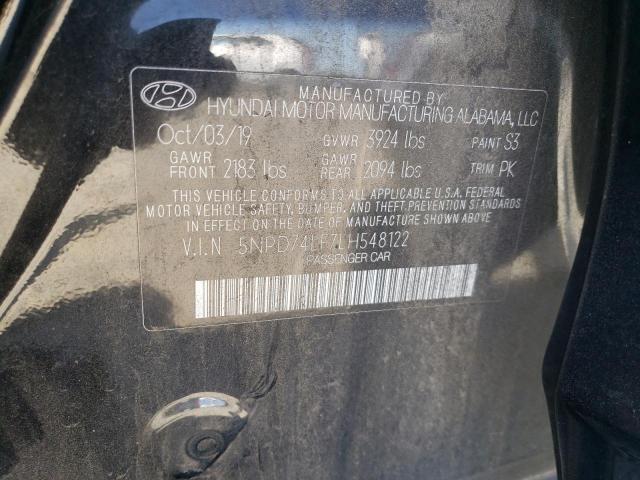 MANUFACTURED BY
HYUNDAI MOTOR MANUFACTURING ALABAMA, LLC
Oct/03/19 GVWR 3924 lbs PAINT S3
GAWR FRONT 2183 lbs GAWR REAR 2094 lbs TRIM PK
THIS VEHICLE CONFORMS TO ALL APPLICABLE U.S.A. FEDERAL
MOTOR VEHICLE SAFETY, BUMPER, AND THEFT PREVENTION STANDARDS
IN EFFECT ON THE DATE OF MANUFACTURE SHOWN ABOVE.
V.I.N 5NPD74LF7LH548122
PASSENGER CAR